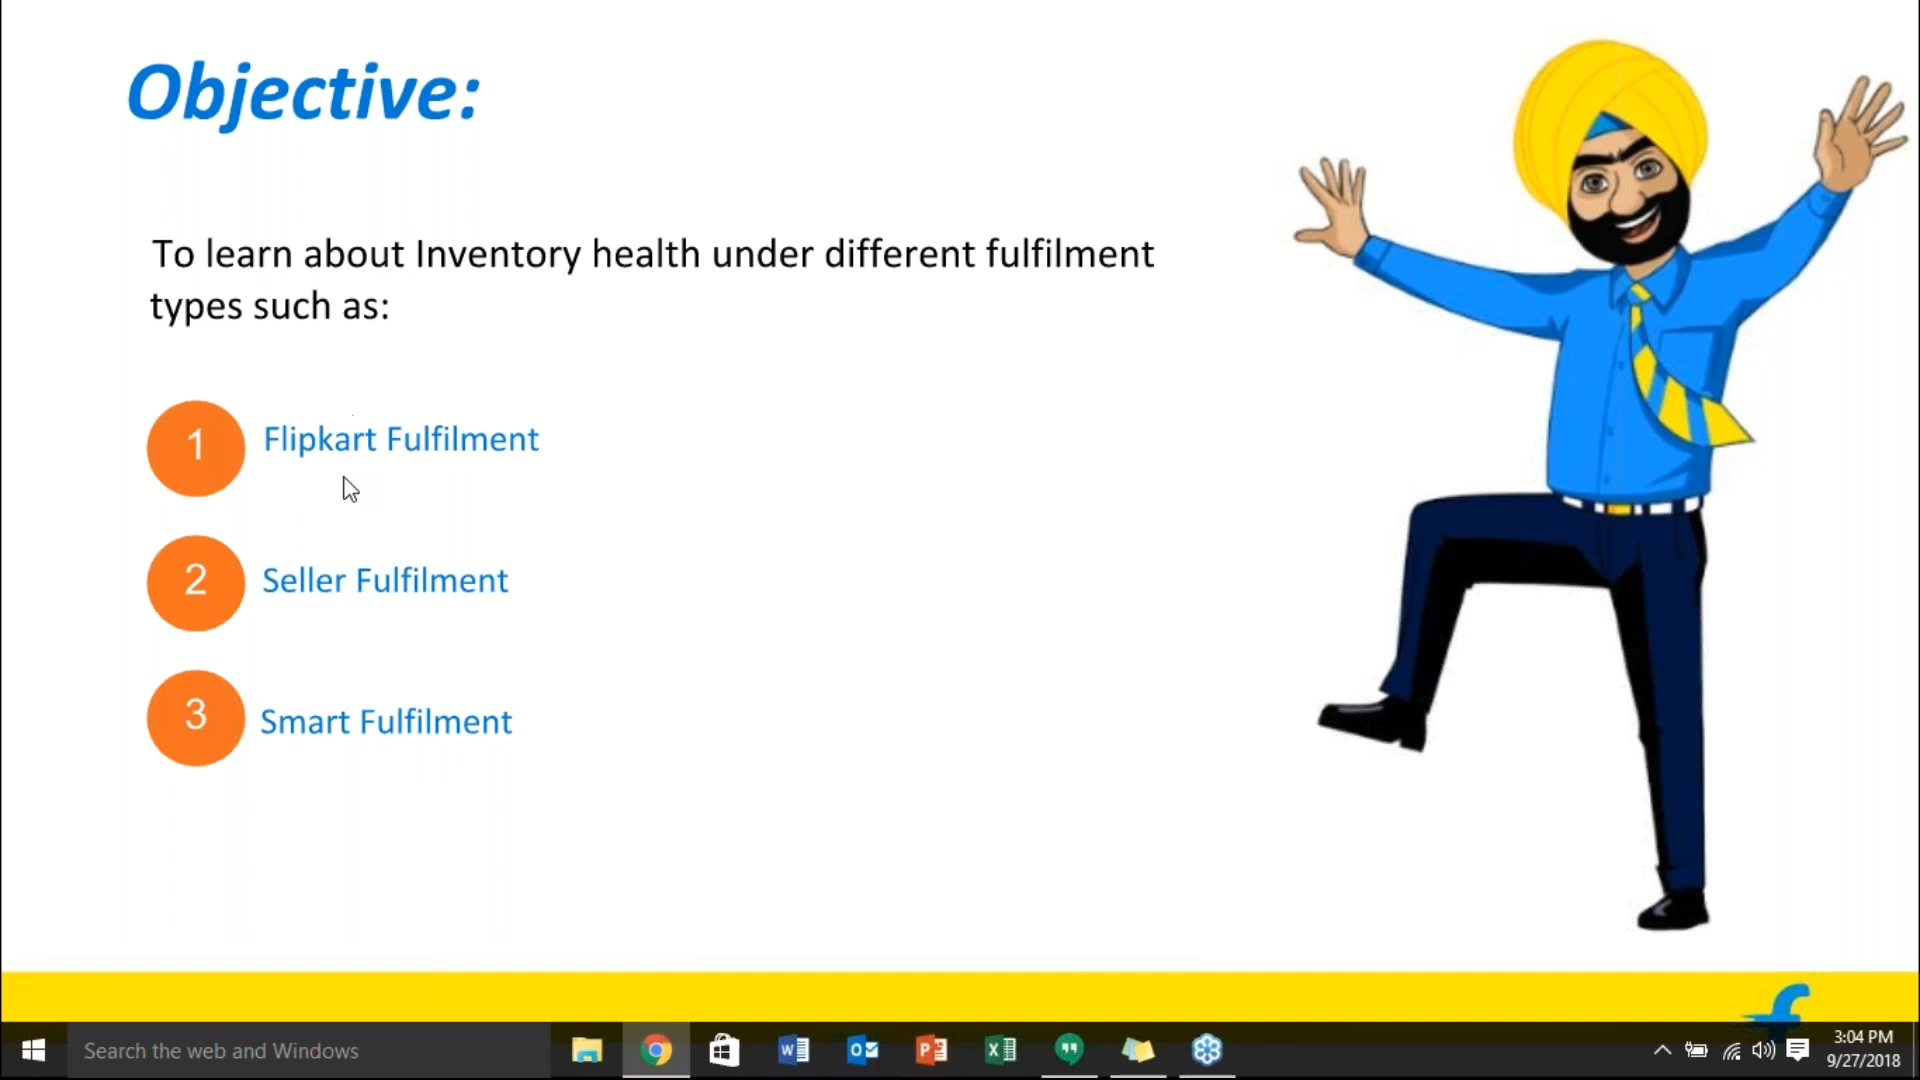 Objective:
To learn about Inventory health under different fulfilment
types such as:
1
Flipkart Fulfilment
2
Seller Fulfilment
3
Smart Fulfilment
Search the web and Windows
3:04 PM
9/27/2018